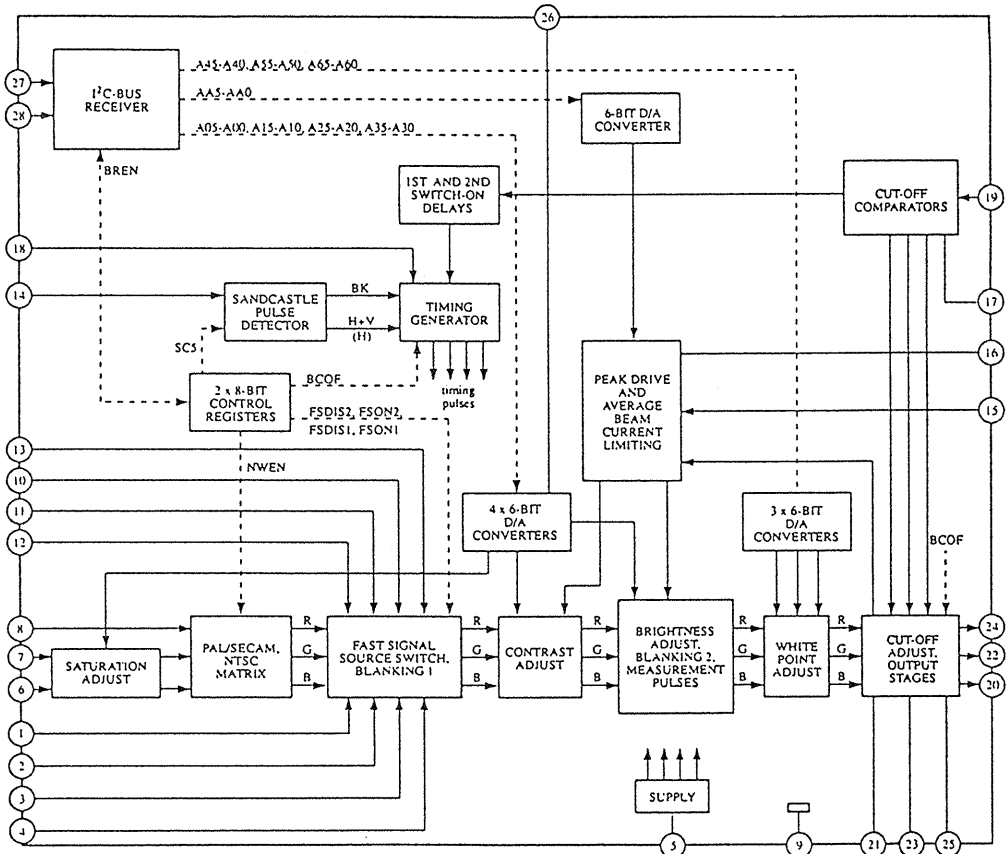 26
A45-A40, A55-A50, A65-A60
27
I²C-BUS
RECEIVER
AA5-AA0
28
6-BIT D/A
CONVERTER
A05-A00, A15-A10, A25-A20, A35-A30
BREN
1ST AND 2ND
SWITCH-ON
DELAYS
CUT-OFF
COMPARATORS
19
18
14
SANDCASTLE
PULSE
DETECTOR
BK
H+V
(H)
TIMING
GENERATOR
17
SC5
16
2 x 8-BIT
CONTROL
REGISTERS
BCOF
timing
pulses
PEAK DRIVE
AND
AVERAGE
BEAM
CURRENT
LIMITING
15
FSDIS2, FSON2,
FSDIS1, FSON1
13
NWEN
10
11
4 x 6-BIT
D/A
CONVERTERS
3 x 6-BIT
D/A
CONVERTERS
12
BCOF
8
7
6
SATURATION
ADJUST
PAL/SECAM,
NTSC
MATRIX
R
G
B
FAST SIGNAL
SOURCE SWITCH,
BLANKING 1
R
G
B
CONTRAST
ADJUST
R
G
B
BRIGHTNESS
ADJUST,
BLANKING 2,
MEASUREMENT
PULSES
R
G
B
WHITE
POINT
ADJUST
R
G
B
CUT-OFF
ADJUST,
OUTPUT
STAGES
24
22
20
1
2
3
4
SUPPLY
5
9
21
23
25